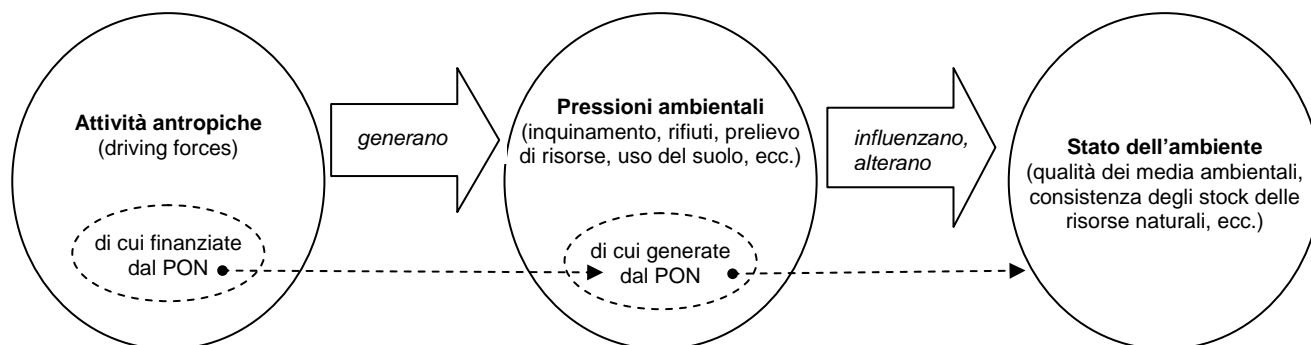 Attività antropiche
(driving forces)
di cui finanziate
dal PON
generano
Pressioni ambientali
(inquinamento, rifiuti, prelievo
di risorse, uso del suolo, ecc.)
di cui generate
dal PON
influenzano,
alterano
Stato dell'ambiente
(qualità dei media ambientali,
consistenza degli stock delle
risorse naturali, ecc.)